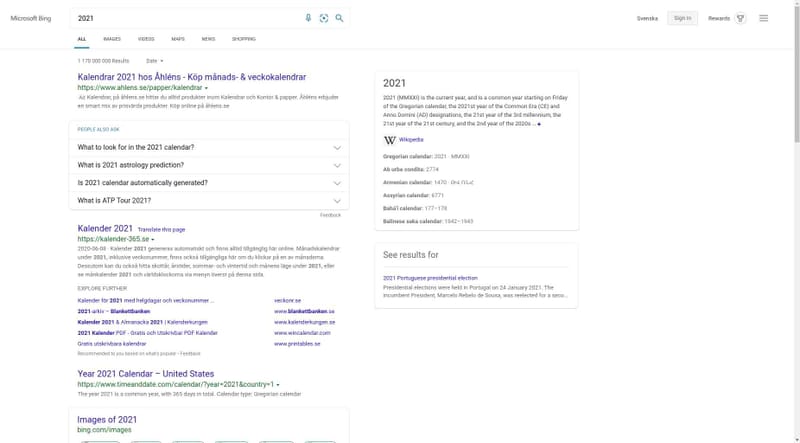 Microsoft Bing
2021
Svenska
Sign in
Rewards
ALL
IMAGES
VIDEOS
MAPS
NEWS
SHOPPING
1 170 000 000 Results
Date
Kalendrar 2021 hos Åhléns - Köp månads- & veckokalendrar
https://www.ahlens.se/papper/kalendrar
Ad Kalendrar, på åhlens.se hittar du alltid produkter inom Kalendrar och Kontor & papper. Åhlens erbjuder
en smart mix av prisvärda produkter. Köp online på åhlens.se
PEOPLE ALSO ASK
What to look for in the 2021 calendar?
What is 2021 astrology prediction?
Is 2021 calendar automatically generated?
What is ATP Tour 2021?
Feedback
Kalender 2021 Translate this page
https://kalender-365.se
2020-06-08 · Kalender 2021 genereras automatiskt och finns alltid tillgänglig här online. Månadskalendrar
under 2021, inklusive veckonummer, finns också tillgängliga här om du klickar på en av månaderna.
Dessutom kan du också hitta skottår, årstider, sommar- och vintertid och månens läge under 2021, eller
se månkalender 2021 och världsklockorna via menyn överst på denna sida.
EXPLORE FURTHER
Kalender för 2021 med helgdagar och veckonummer ... veckonr.se
2021-arkiv – Blankettbanken www.blankettbanken.se
Kalender 2021 & Almanacka 2021 | Kalenderkungen www.kalenderkungen.se
2021 Kalender PDF - Gratis och Utskrivbar PDF Kalender www.wincalendar.com
Gratis utskrivbara kalendrar www.printables.se
Recommended to you based on what's popular · Feedback
Year 2021 Calendar – United States
https://www.timeanddate.com/calendar/?year=2021&country=1
The year 2021 is a common year, with 365 days in total. Calendar type: Gregorian calendar
Images of 2021
bing.com/images
2021
2021 (MMXXI) is the current year, and is a common year starting on Friday
of the Gregorian calendar, the 2021st year of the Common Era (CE) and
Anno Domini (AD) designations, the 21st year of the 3rd millennium, the
21st year of the 21st century, and the 2nd year of the 2020s ...
W Wikipedia
Gregorian calendar: 2021 · MMXXI
Ab urbe condita: 2774
Armenian calendar: 1470 ·
Assyrian calendar: 6771
Bahá'í calendar: 177–178
Balinese saka calendar: 1942–1943
See results for
2021 Portuguese presidential election
Presidential elections were held in Portugal on 24 January 2021. The
incumbent President, Marcelo Rebelo de Sousa, was reelected for a seco...